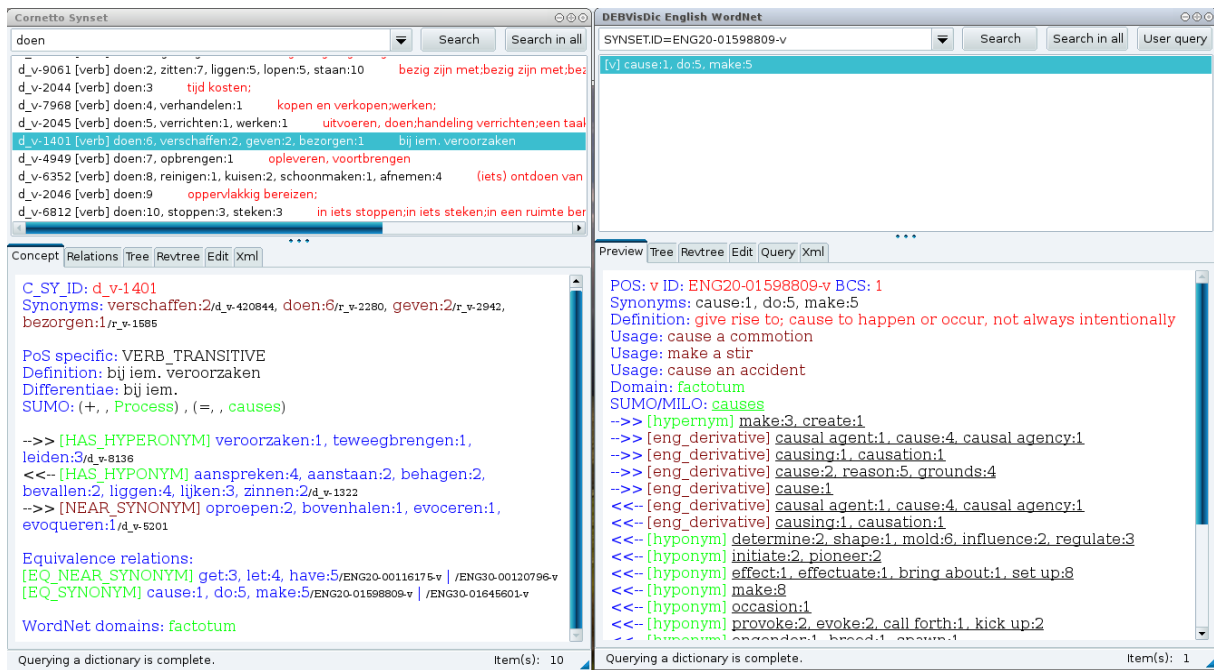 Cornetto Synset
doen
Search
Search in all
d_v-9061 [verb] doen:2, zitten:7, liggen:5, lopen:5, staan:10 bezig zijn met;bezig zijn met;bez
d_v-2044 [verb] doen:3 tijd kosten;
d_v-7968 [verb] doen:4, verhandelen:1 kopen en verkopen;werken;
d_v-2045 [verb] doen:5, verrichten:1, werken:1 uitvoeren, doen;handeling verrichten;een taak
d_v-1401 [verb] doen:6, verschaffen:2, geven:2, bezorgen:1 bij iem. veroorzaken
d_v-4949 [verb] doen:7, opbrengen:1 opleveren, voortbrengen
d_v-6352 [verb] doen:8, reinigen:1, kuisen:2, schoonmaken:1, afnemen:4 (iets) ontdoen van
d_v-2046 [verb] doen:9 oppervlakkig bereizen;
d_v-6812 [verb] doen:10, stoppen:3, steken:3 in iets stoppen;in iets steken;in een ruimte ber
Concept Relations Tree Revtree Edit Xml
C_SY_ID: d_v-1401
Synonyms: verschaffen:2/d_v-420844, doen:6/r_v-2280, geven:2/r_v-2942,
bezorgen:1/r_v-1585
PoS specific: VERB_TRANSITIVE
Definition: bij iem. veroorzaken
Differentiae: bij iem.
SUMO: (+, , Process) , (=, , causes)
-->> [HAS_HYPERONYM] veroorzaken:1, teweegbrengen:1,
leiden:3/d_v-8136
<<-- [HAS_HYPONYM] aanspreken:4, aanstaan:2, behagen:2,
bevallen:2, liggen:4, lijken:3, zinnen:2/d_v-1322
-->> [NEAR_SYNONYM] oproepen:2, bovenhalen:1, evoceren:1,
evoqueren:1/d_v-5201
Equivalence relations:
[EQ_NEAR_SYNONYM] get:3, let:4, have:5/ENG20-00116175-v | /ENG30-00120796-v
[EQ_SYNONYM] cause:1, do:5, make:5/ENG20-01598809-v | /ENG30-01645601-v
WordNet domains: factotum
Querying a dictionary is complete.
Item(s): 10
DEBVisDic English WordNet
SYNSET.ID=ENG20-01598809-v
Search
Search in all
User query
[v] cause:1, do:5, make:5
Preview Tree Revtree Edit Query Xml
POS: v ID: ENG20-01598809-v BCS: 1
Synonyms: cause:1, do:5, make:5
Definition: give rise to; cause to happen or occur, not always intentionally
Usage: cause a commotion
Usage: make a stir
Usage: cause an accident
Domain: factotum
SUMO/MILO: causes
-->> [hypernym] make:3, create:1
-->> [eng_derivative] causal agent:1, cause:4, causal agency:1
-->> [eng_derivative] causing:1, causation:1
-->> [eng_derivative] cause:2, reason:5, grounds:4
-->> [eng_derivative] cause:1
<<-- [eng_derivative] causal agent:1, cause:4, causal agency:1
<<-- [eng_derivative] causing:1, causation:1
<<-- [hyponym] determine:2, shape:1, mold:6, influence:2, regulate:3
<<-- [hyponym] initiate:2, pioneer:2
<<-- [hyponym] effect:1, effectuate:1, bring about:1, set up:8
<<-- [hyponym] make:8
<<-- [hyponym] occasion:1
<<-- [hyponym] provoke:2, evoke:2, call forth:1, kick up:2
<<-- [hyponym] engender:1, breed:1, spawn:1
Querying a dictionary is complete.
Item(s): 1